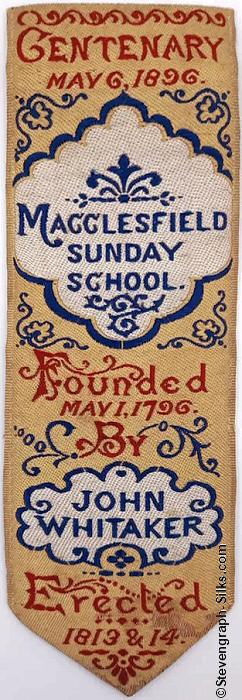 CENTENARY
MAY 6, 1896.
MACCLESFIELD
SUNDAY
SCHOOL.
Founded
MAY 1, 1796.
By
JOHN
WHITAKER
Erected
1813 & 14.
© Stevengraph.Silks.com